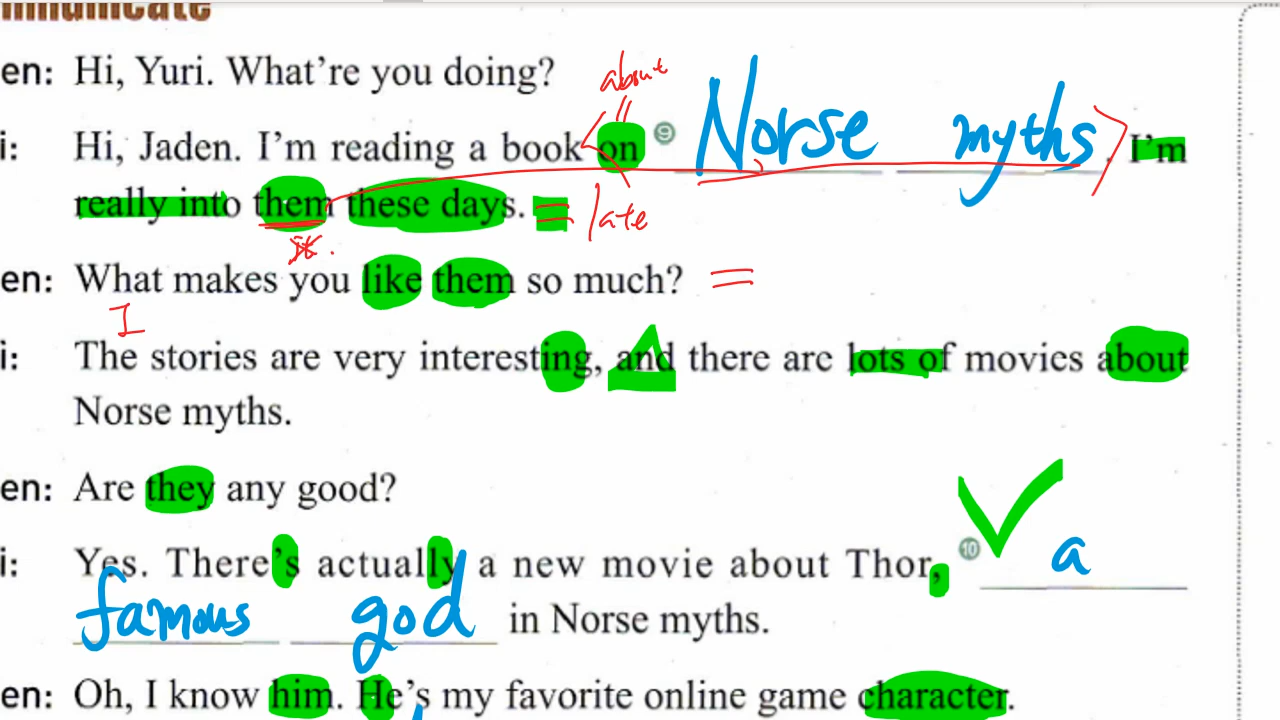 en: Hi, Yuri. What're you doing?
about
i: Hi, Jaden. I'm reading a book on ⑨ Norse myths. I'm
really into them these days. = late
it.
en: What makes you like them so much? =
I
i: The stories are very interesting, and there are lots of movies about
Norse myths.
en: Are they any good?
i: Yes. There's actually a new movie about Thor, ⑩ a
famous god in Norse myths.
en: Oh, I know him. He's my favorite online game character.